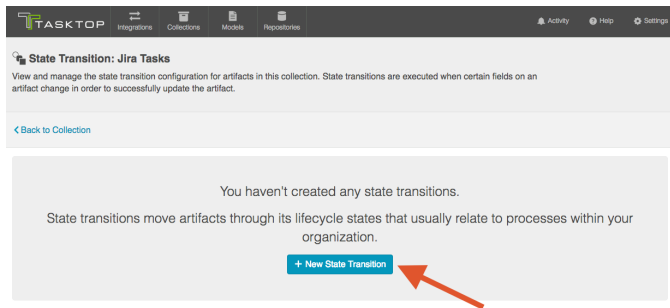 TASKTOP
Integrations Collections Models Repositories Activity Help Settings
State Transition: Jira Tasks
View and manage the state transition configuration for artifacts in this collection. State transitions are executed when certain fields on an
artifact change in order to successfully update the artifact.
Back to Collection
You haven't created any state transitions.
State transitions move artifacts through its lifecycle states that usually relate to processes within your
organization.
+ New State Transition